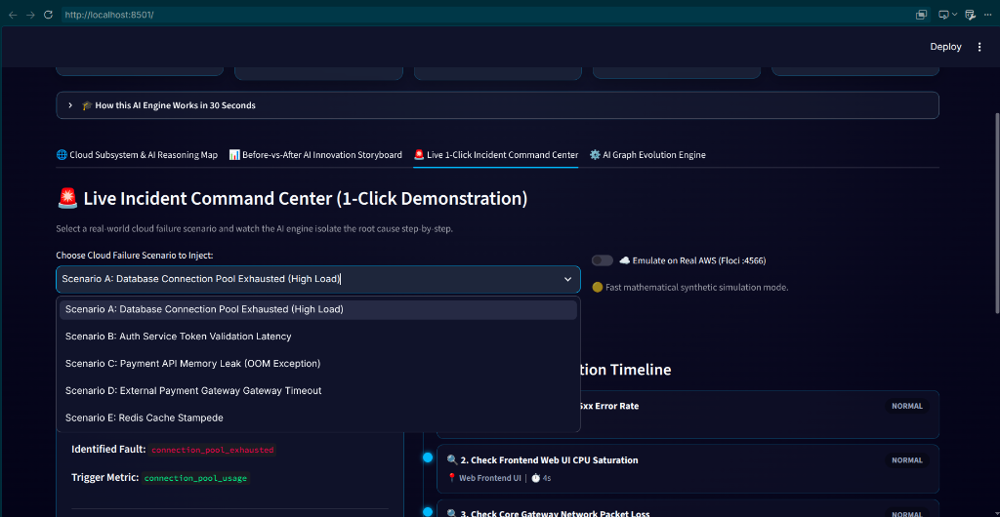 http://localhost:8501/
Deploy
How this AI Engine Works in 30 Seconds
Cloud Subsystem & AI Reasoning Map
Before-vs-After AI Innovation Storyboard
Live 1-Click Incident Command Center
AI Graph Evolution Engine
Live Incident Command Center (1-Click Demonstration)
Select a real-world cloud failure scenario and watch the AI engine isolate the root cause step-by-step.
Choose Cloud Failure Scenario to Inject:
Scenario A: Database Connection Pool Exhausted (High Load)
Emulate on Real AWS (Floci :4566)
Fast mathematical synthetic simulation mode.
Scenario A: Database Connection Pool Exhausted (High Load)
Scenario B: Auth Service Token Validation Latency
Scenario C: Payment API Memory Leak (OOM Exception)
Scenario D: External Payment Gateway Gateway Timeout
Scenario E: Redis Cache Stampede
Timeline
5xx Error Rate
NORMAL
Identified Fault: connection_pool_exhausted
Trigger Metric: connection_pool_usage
2. Check Frontend Web UI CPU Saturation
NORMAL
Web Frontend UI | 4s
3. Check Core Gateway Network Packet Loss
NORMAL